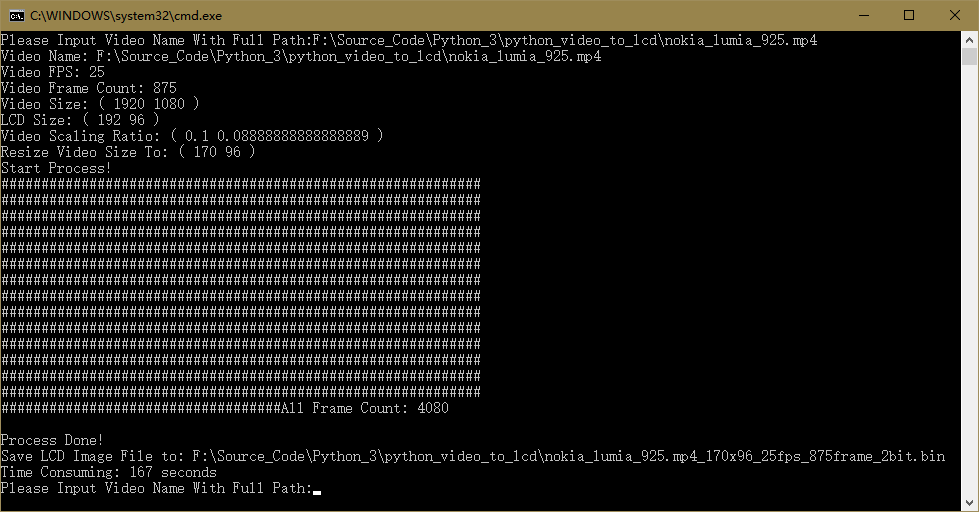 C:\WINDOWS\system32\cmd.exe
Please Input Video Name With Full Path:F:\Source_Code\Python_3\python_video_to_lcd\nokia_lumia_925.mp4
Video Name: F:\Source_Code\Python_3\python_video_to_lcd\nokia_lumia_925.mp4
Video FPS: 25
Video Frame Count: 875
Video Size: ( 1920 1080 )
LCD Size: ( 192 96 )
Video Scaling Ratio: ( 0.1 0.08888888888888889 )
Resize Video Size To: ( 170 96 )
Start Process!
############################################################
############################################################
############################################################
############################################################
############################################################
############################################################
############################################################
############################################################
############################################################
############################################################
############################################################
############################################################
############################################################
############################################################
###################################All Frame Count: 4080
Process Done!
Save LCD Image File to: F:\Source_Code\Python_3\python_video_to_lcd\nokia_lumia_925.mp4_170x96_25fps_875frame_2bit.bin
Time Consuming: 167 seconds
Please Input Video Name With Full Path: